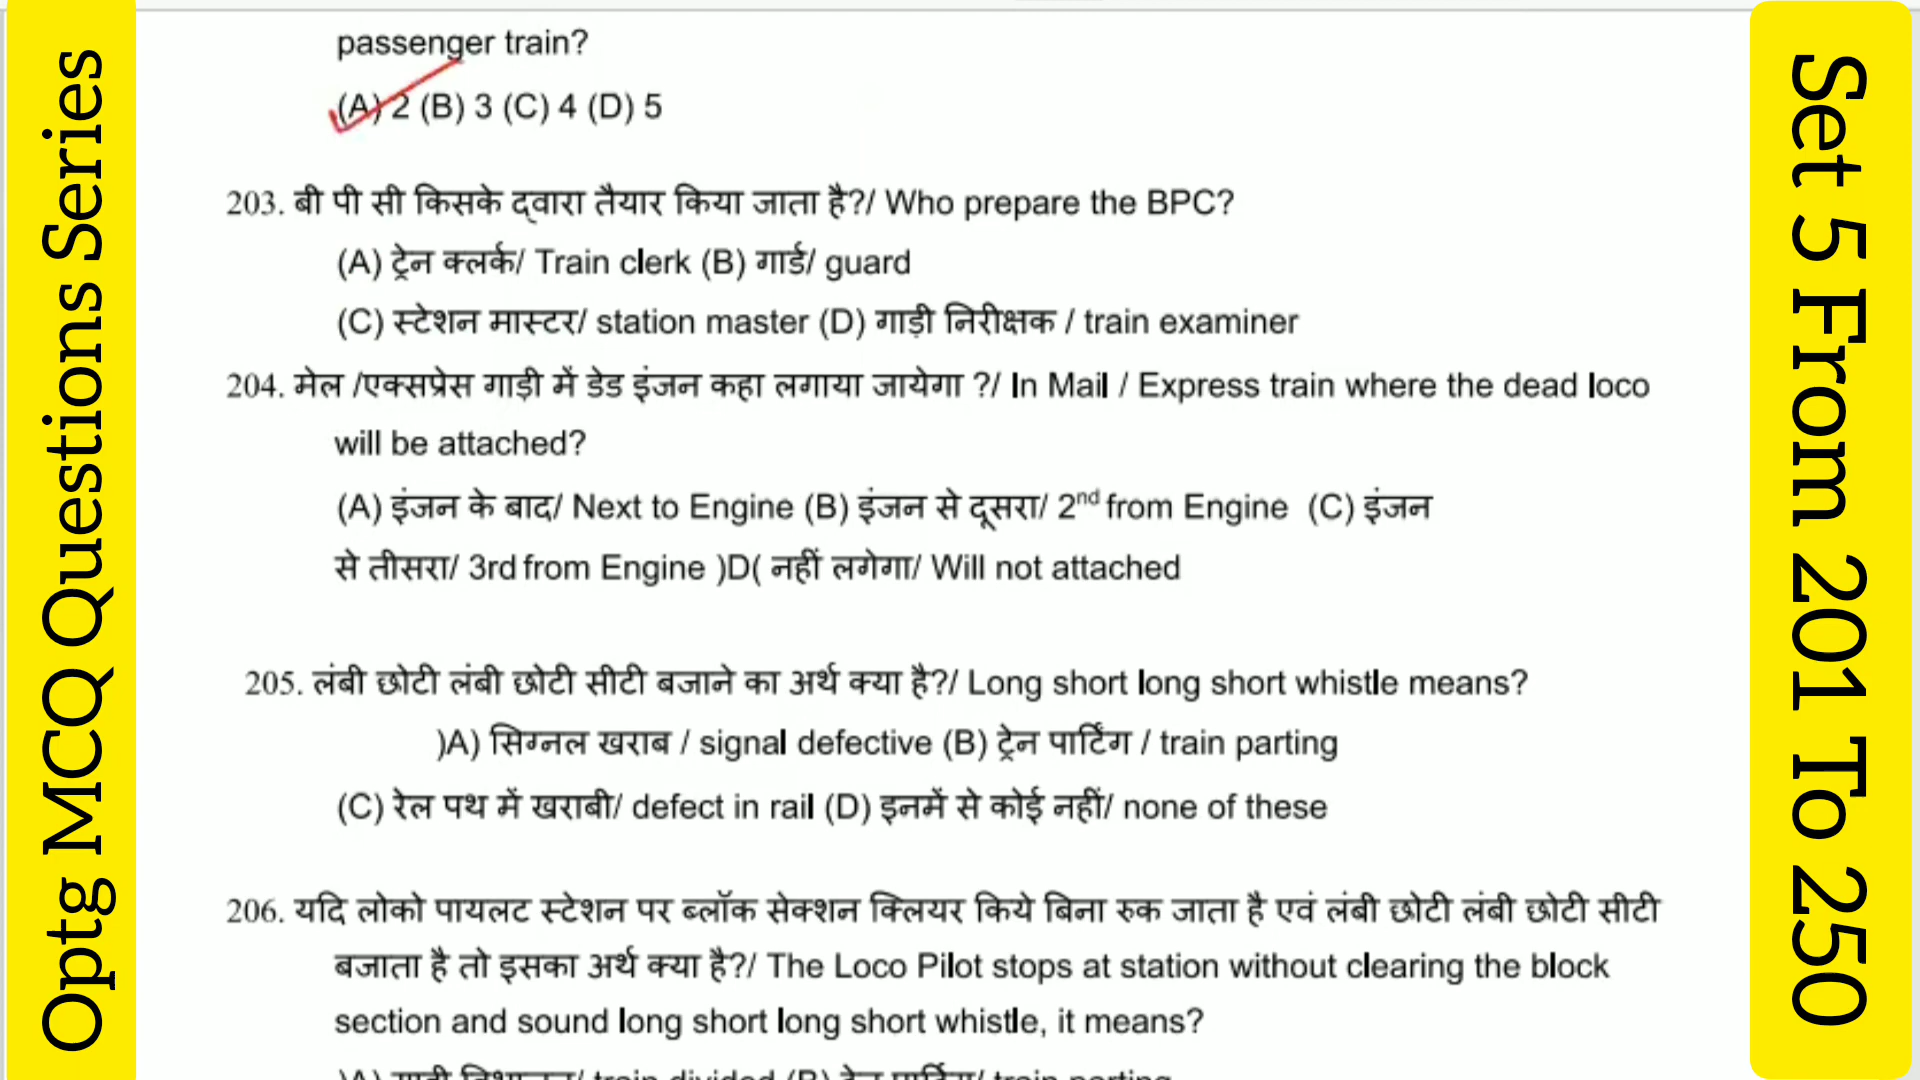 Optg MCQ Questions Series
passenger train?
(A) 2 (B) 3 (C) 4 (D) 5
203. बी पी सी किसके द्वारा तैयार किया जाता है?/ Who prepare the BPC?
(A) ट्रेन क्लर्क/ Train clerk (B) गार्ड/ guard
(C) स्टेशन मास्टर/ station master (D) गाड़ी निरीक्षक / train examiner
204. मेल /एक्सप्रेस गाड़ी में डेड इंजन कहा लगाया जायेगा ?/ In Mail / Express train where the dead loco
will be attached?
(A) इंजन के बाद/ Next to Engine (B) इंजन से दूसरा/ 2nd from Engine (C) इंजन
से तीसरा/ 3rd from Engine )D( नहीं लगेगा/ Will not attached
205. लंबी छोटी लंबी छोटी सीटी बजाने का अर्थ क्या है?/ Long short long short whistle means?
)A) सिग्नल खराब / signal defective (B) ट्रेन पार्टिंग / train parting
(C) रेल पथ में खराबी/ defect in rail (D) इनमें से कोई नहीं/ none of these
206. यदि लोको पायलट स्टेशन पर ब्लॉक सेक्शन क्लियर किये बिना रुक जाता है एवं लंबी छोटी लंबी छोटी सीटी
बजाता है तो इसका अर्थ क्या है?/ The Loco Pilot stops at station without clearing the block
section and sound long short long short whistle, it means?
)A) गाड़ी विभाजन/ train divided (B) ट्रेन पार्टिंग/ train parting
Set 5 From 201 To 250